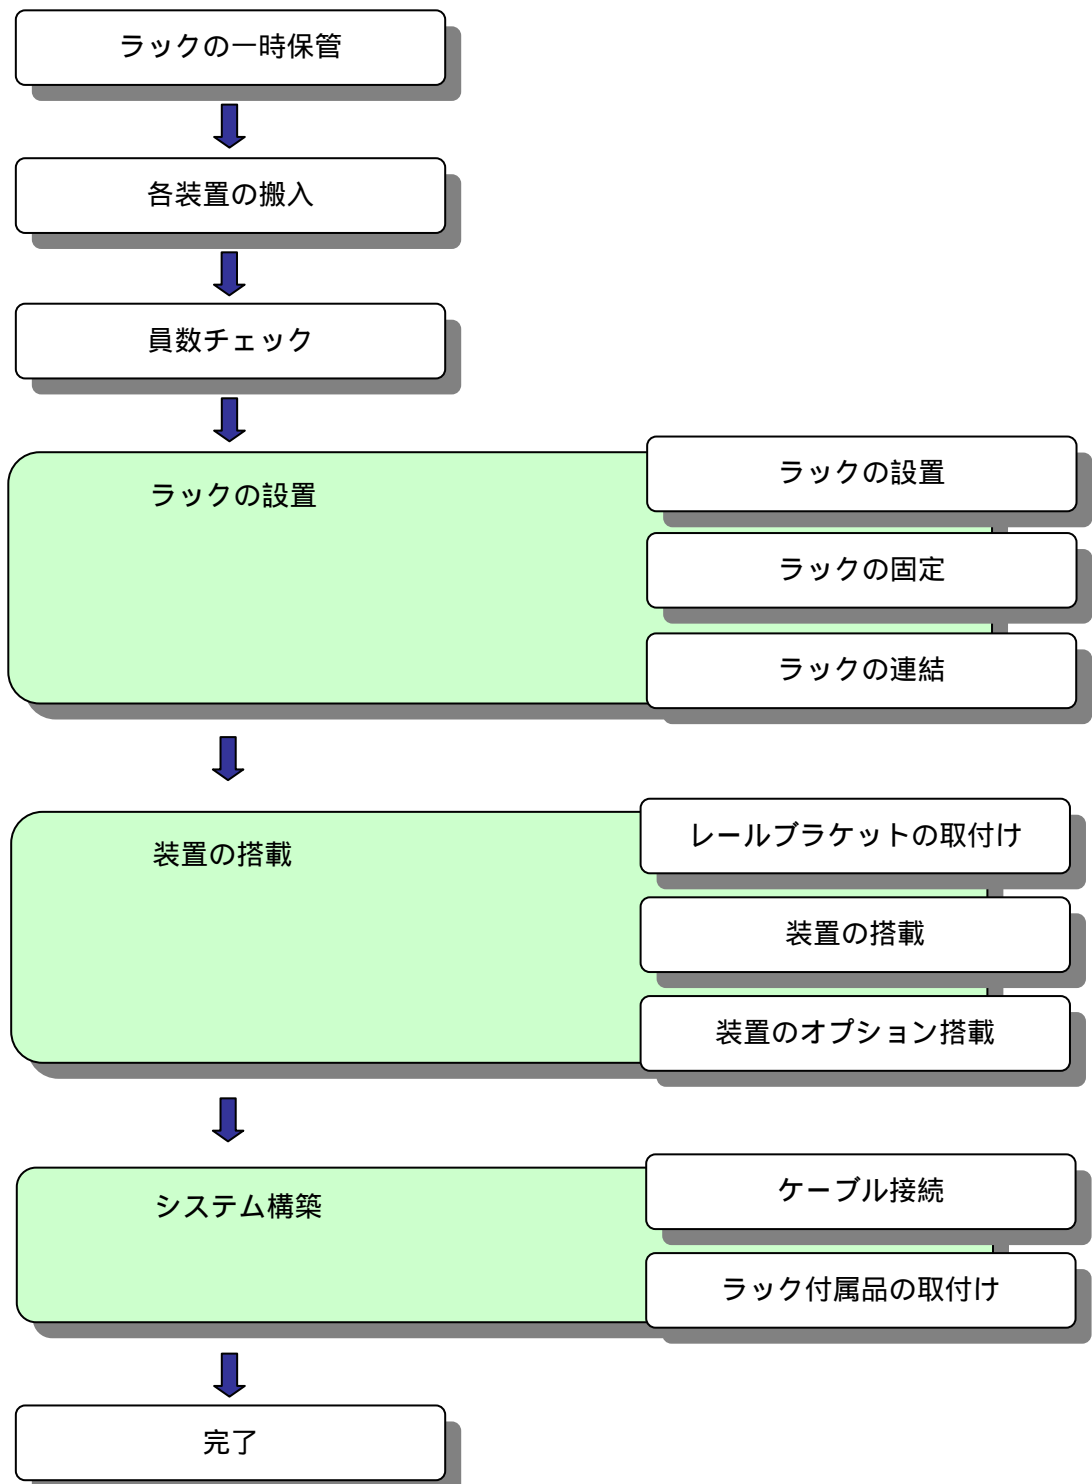 ラックの一時保管
各装置の搬入
員数チェック
ラックの設置
ラックの設置
ラックの固定
ラックの連結
装置の搭載
レールブラケットの取付け
装置の搭載
装置のオプション搭載
システム構築
ケーブル接続
ラック付属品の取付け
完了